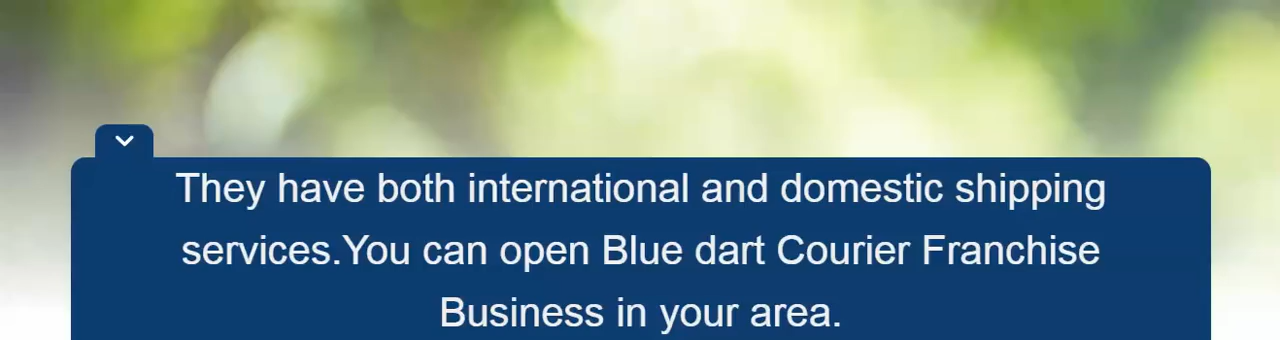 They have both international and domestic shipping
services.You can open Blue dart Courier Franchise
Business in your area.